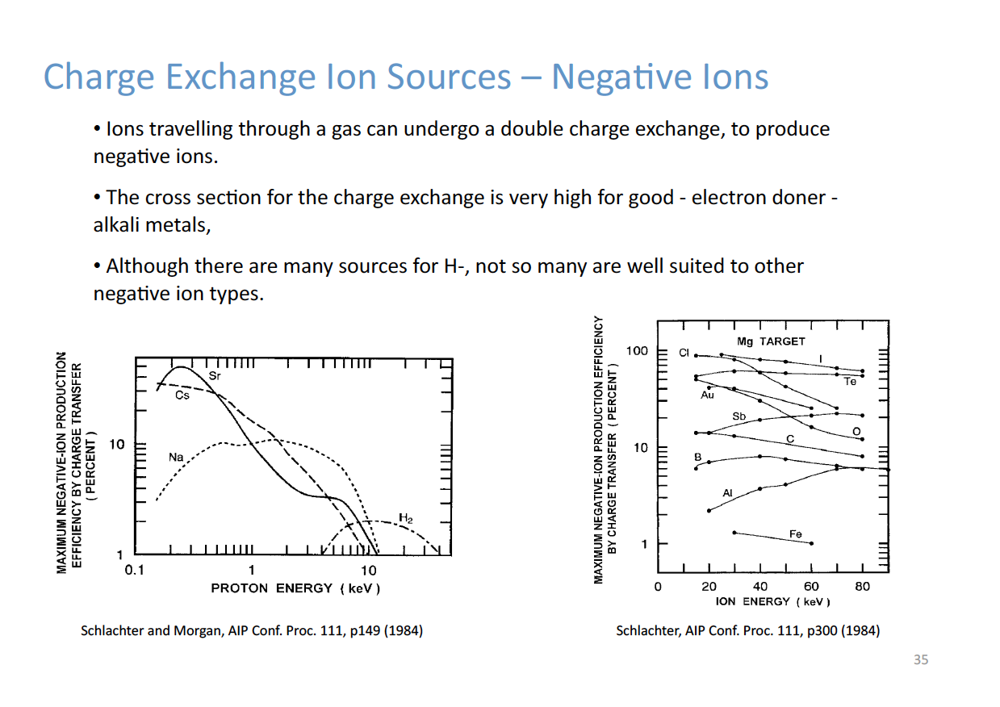 Charge Exchange Ion Sources – Negative Ions
• Ions travelling through a gas can undergo a double charge exchange, to produce
negative ions.
• The cross section for the charge exchange is very high for good - electron doner -
alkali metals,
• Although there are many sources for H-, not so many are well suited to other
negative ion types.
MAXIMUM NEGATIVE-ION PRODUCTION
EFFICIENCY BY CHARGE TRANSFER
( PERCENT )
10
1
Sr
Cs
Na
H2
0.1 1 10
PROTON ENERGY ( keV )
Schlachter and Morgan, AIP Conf. Proc. 111, p149 (1984)
MAXIMUM NEGATIVE-ION PRODUCTION EFFICIENCY
BY CHARGE TRANSFER ( PERCENT )
100
10
1
Mg TARGET
Cl
I
Te
Au
Sb
O
C
B
Al
Fe
0 20 40 60 80
ION ENERGY ( keV )
Schlachter, AIP Conf. Proc. 111, p300 (1984)
35